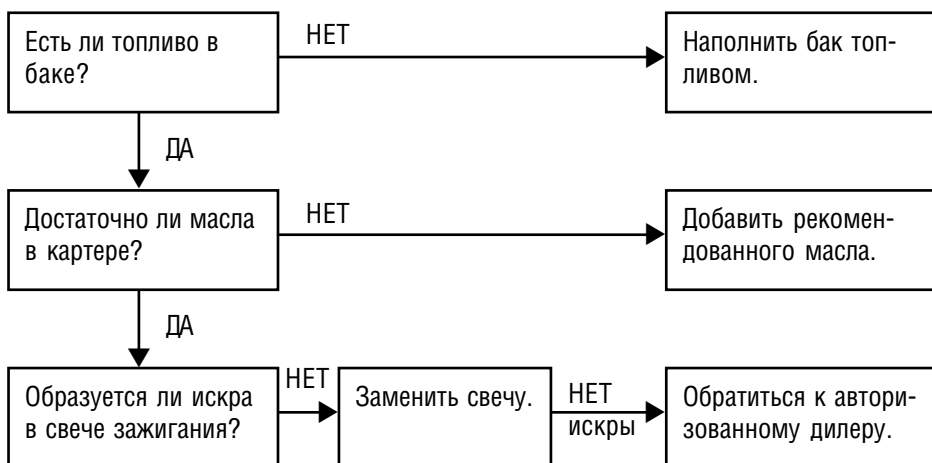 Есть ли топливо в
баке?
НЕТ
Наполнить бак топ-
ливом.
ДА
Достаточно ли масла
в картере?
НЕТ
Добавить рекомен-
дованного масла.
ДА
Образуется ли искра
в свече зажигания?
НЕТ
Заменить свечу.
НЕТ
искры
Обратиться к автори-
зованному дилеру.